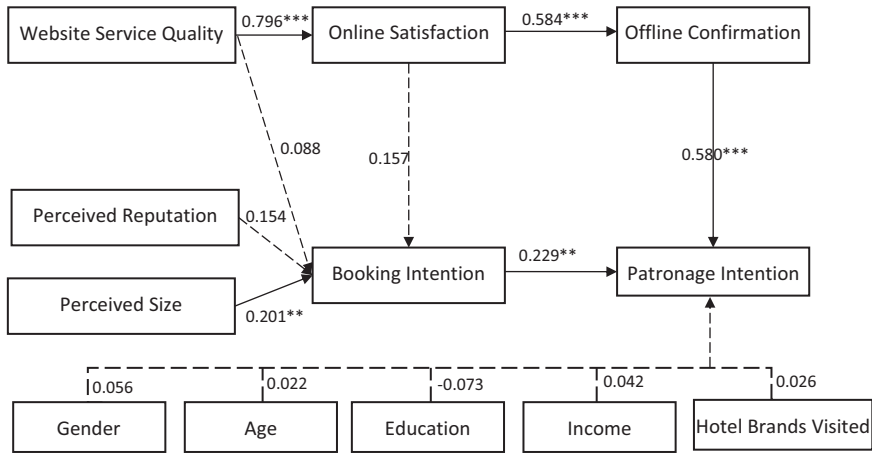 0.796***
0.584***
Website Service Quality
Online Satisfaction
Offline Confirmation
0.088
0.157
0.580***
Perceived Reputation
0.154
0.229**
Booking Intention
Patronage Intention
Perceived Size
0.201**
0.056
0.022
-0.073
0.042
0.026
Gender
Age
Education
Income
Hotel Brands Visited